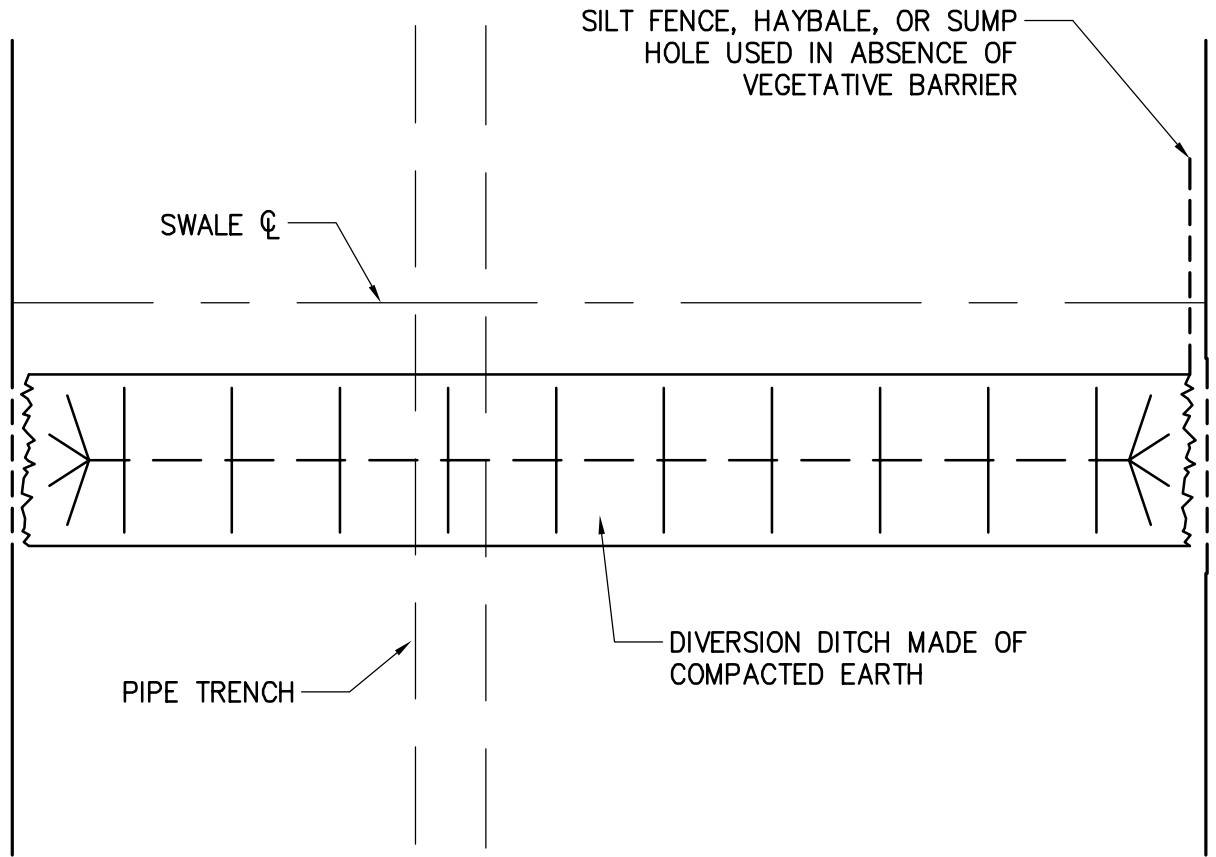 SILT FENCE, HAYBALE, OR SUMP
HOLE USED IN ABSENCE OF
VEGETATIVE BARRIER
SWALE ℄
DIVERSION DITCH MADE OF
COMPACTED EARTH
PIPE TRENCH